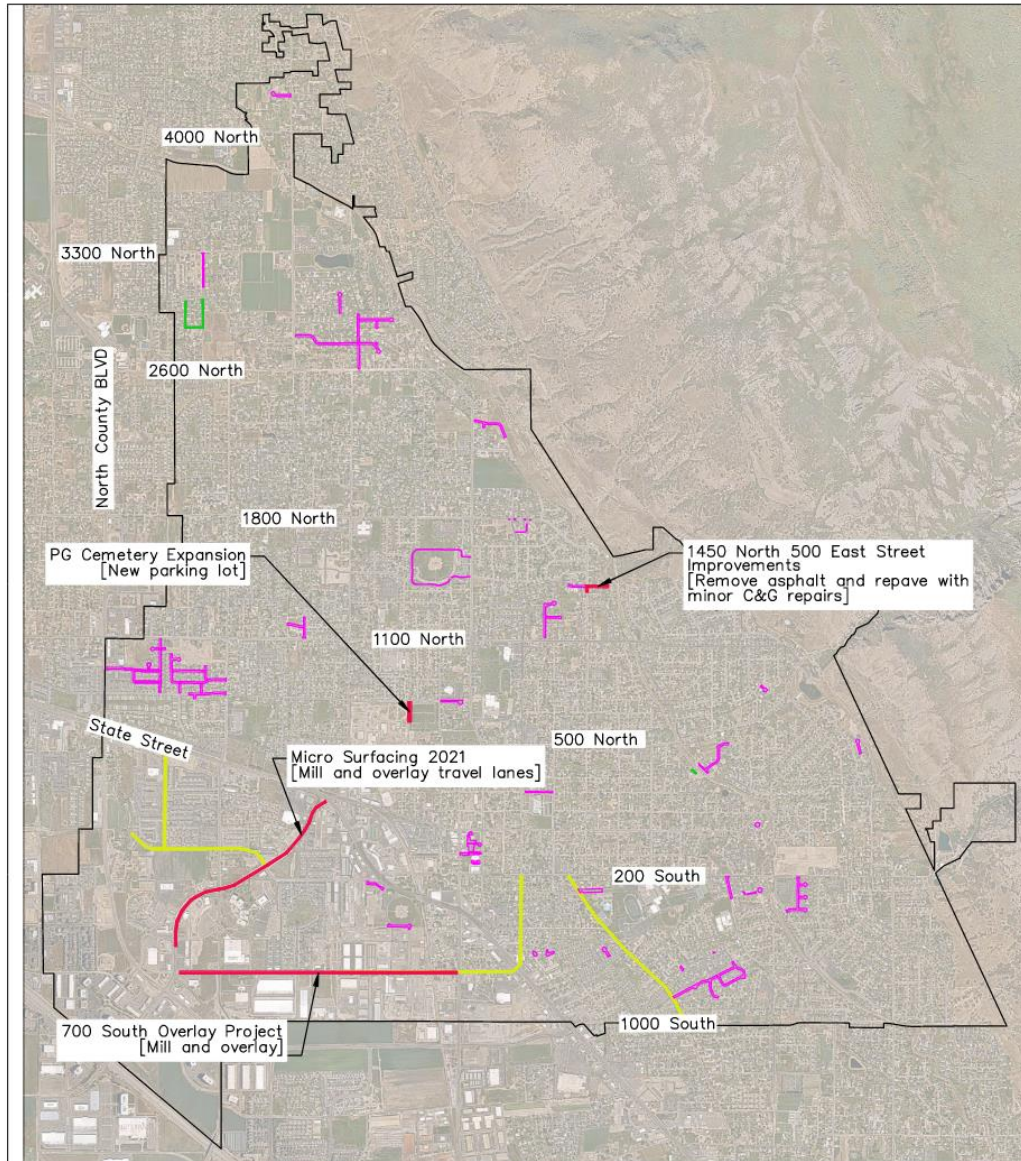 4000 North
3300 North
2600 North
North County BLVD
1800 North
PG Cemetery Expansion
[New parking lot]
1450 North 500 East Street
Improvements
[Remove asphalt and repave with
minor C&G repairs]
1100 North
State Street
500 North
Micro Surfacing 2021
[Mill and overlay travel lanes]
200 South
700 South Overlay Project
[Mill and overlay]
1000 South